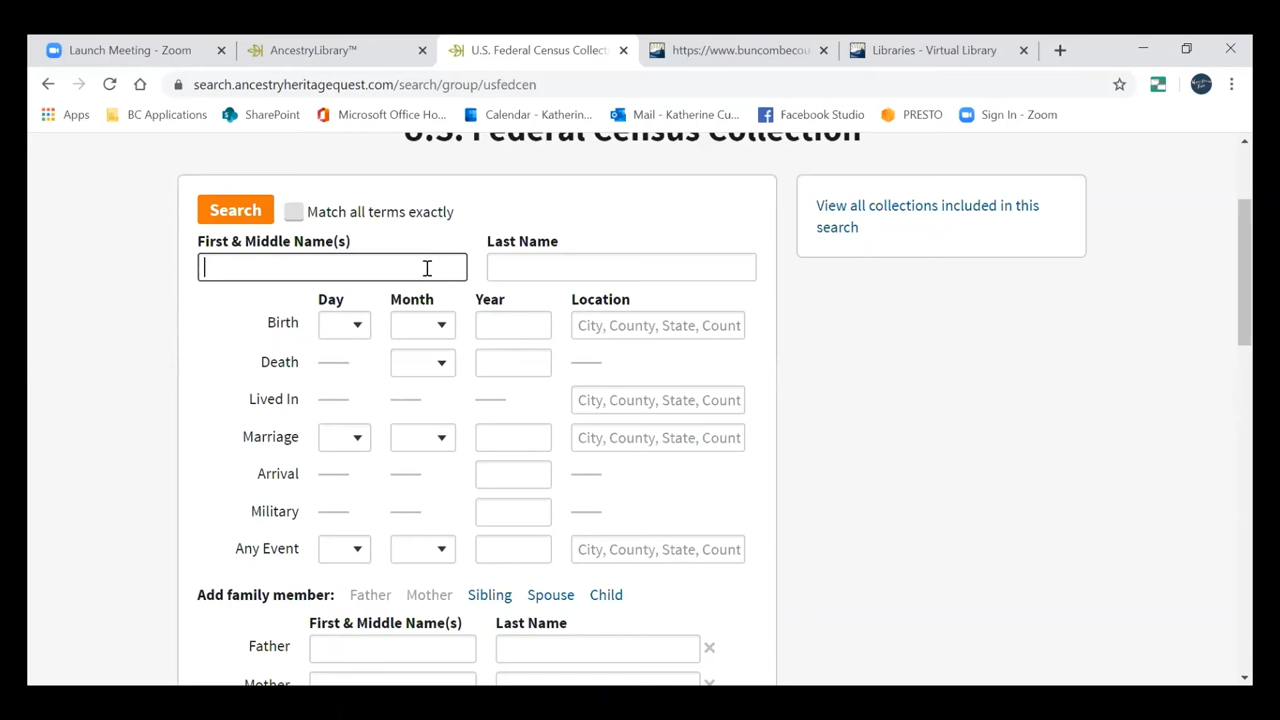 Launch Meeting - Zoom
AncestryLibrary™
U.S. Federal Census Collect
https://www.buncombecou
Libraries - Virtual Library
search.ancestryheritagequest.com/search/group/usfedcen
Apps
BC Applications
SharePoint
Microsoft Office Ho...
Calendar - Katherin...
Mail - Katherine Cu...
Facebook Studio
PRESTO
Sign In - Zoom
U.S. Federal Census Collection
Search
Match all terms exactly
View all collections included in this
search
First & Middle Name(s) Last Name
Day Month Year Location
Birth City, County, State, Count
Death
Lived In City, County, State, Count
Marriage City, County, State, Count
Arrival
Military
Any Event City, County, State, Count
Add family member: Father Mother Sibling Spouse Child
First & Middle Name(s) Last Name
Father
Mother